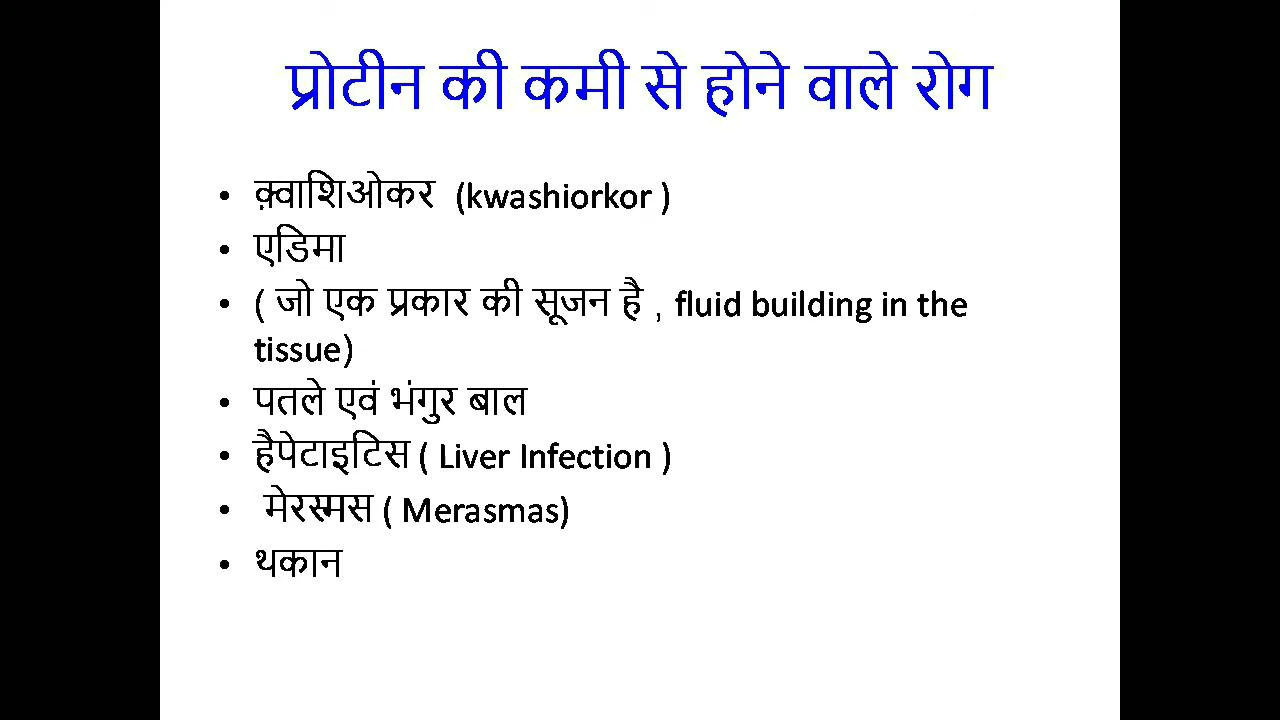 प्रोटीन की कमी से होने वाले रोग
• क़्वाशिओकर (kwashiorkor )
• एडिमा
• ( जो एक प्रकार की सूजन है , fluid building in the
tissue)
• पतले एवं भंगुर बाल
• हैपेटाइटिस ( Liver Infection )
• मेरस्मस ( Merasmas)
• थकान